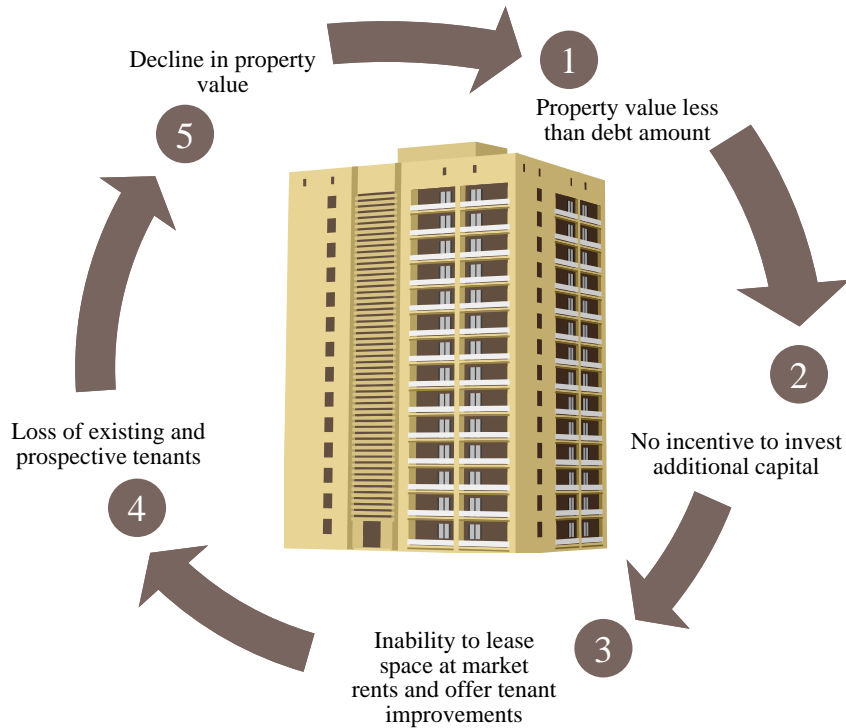 1
Property value less
than debt amount
2
No incentive to invest
additional capital
3
Inability to lease
space at market
rents and offer tenant
improvements
4
Loss of existing and
prospective tenants
5
Decline in property
value